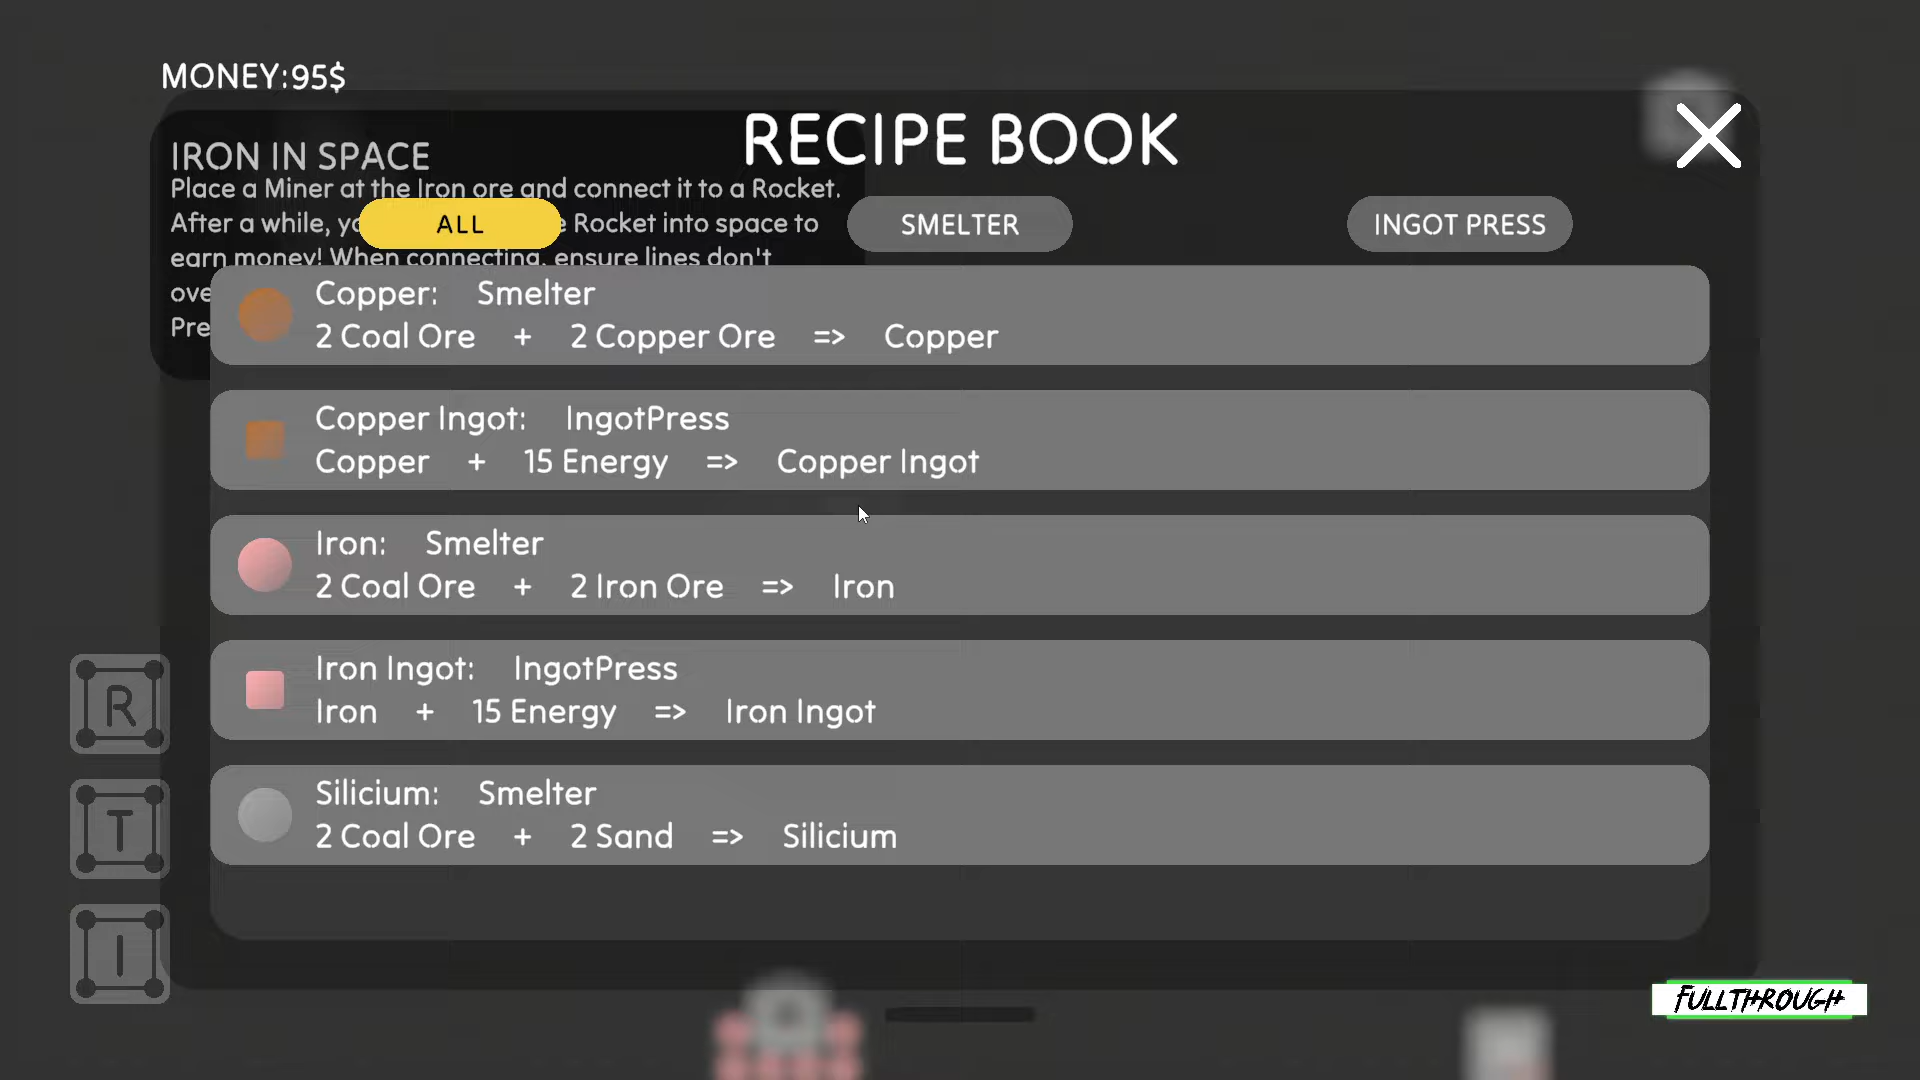 MONEY:95$
RECIPE BOOK
IRON IN SPACE
Place a Miner at the Iron ore and connect it to a Rocket.
After a while, Rocket into space to
earn money! When connecting, ensure lines don't
ALL
SMELTER
INGOT PRESS
Copper: Smelter
2 Coal Ore + 2 Copper Ore => Copper
Copper Ingot: IngotPress
Copper + 15 Energy => Copper Ingot
Iron: Smelter
2 Coal Ore + 2 Iron Ore => Iron
Iron Ingot: IngotPress
Iron + 15 Energy => Iron Ingot
Silicium: Smelter
2 Coal Ore + 2 Sand => Silicium
R
T
I
FULLTHROUGH